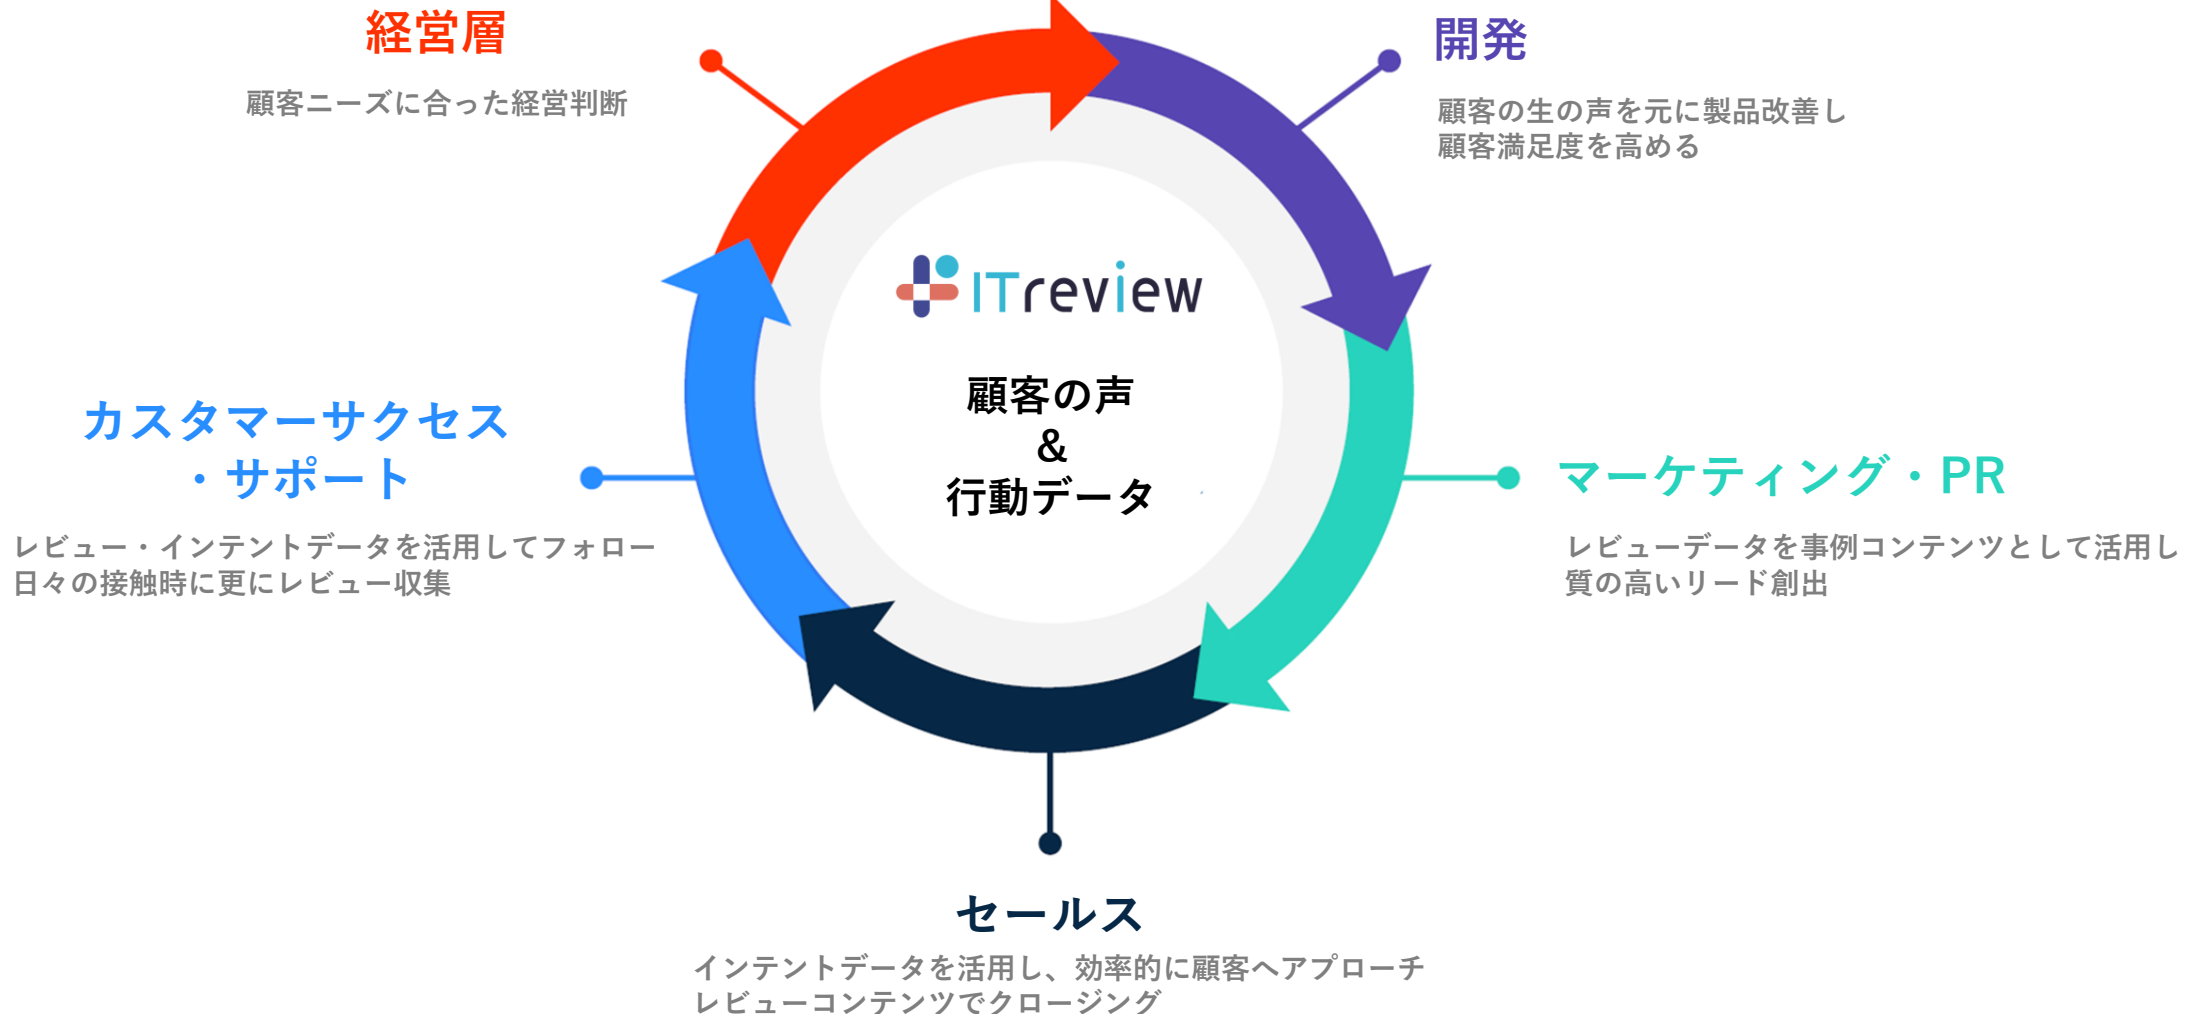 経営層
顧客ニーズに合った経営判断
開発
顧客の生の声を元に製品改善し
顧客満足度を高める
ITreview
顧客の声
&
行動データ
カスタマーサクセス
・サポート
レビュー・インテントデータを活用してフォロー
日々の接触時に更にレビュー収集
マーケティング・PR
レビューデータを事例コンテンツとして活用し
質の高いリード創出
セールス
インテントデータを活用し、効率的に顧客へアプローチ
レビューコンテンツでクロージング